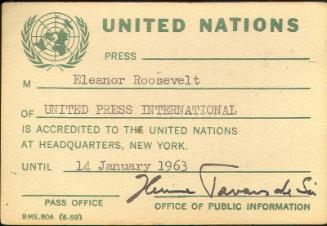 UNITED NATIONS
PRESS
M Eleanor Roosevelt
OF UNITED PRESS INTERNATIONAL
IS ACCREDITED TO THE UNITED NATIONS
AT HEADQUARTERS, NEW YORK.
UNTIL 14 January 1963
PASS OFFICE OFFICE OF PUBLIC INFORMATION
BMS.80A (6-59)